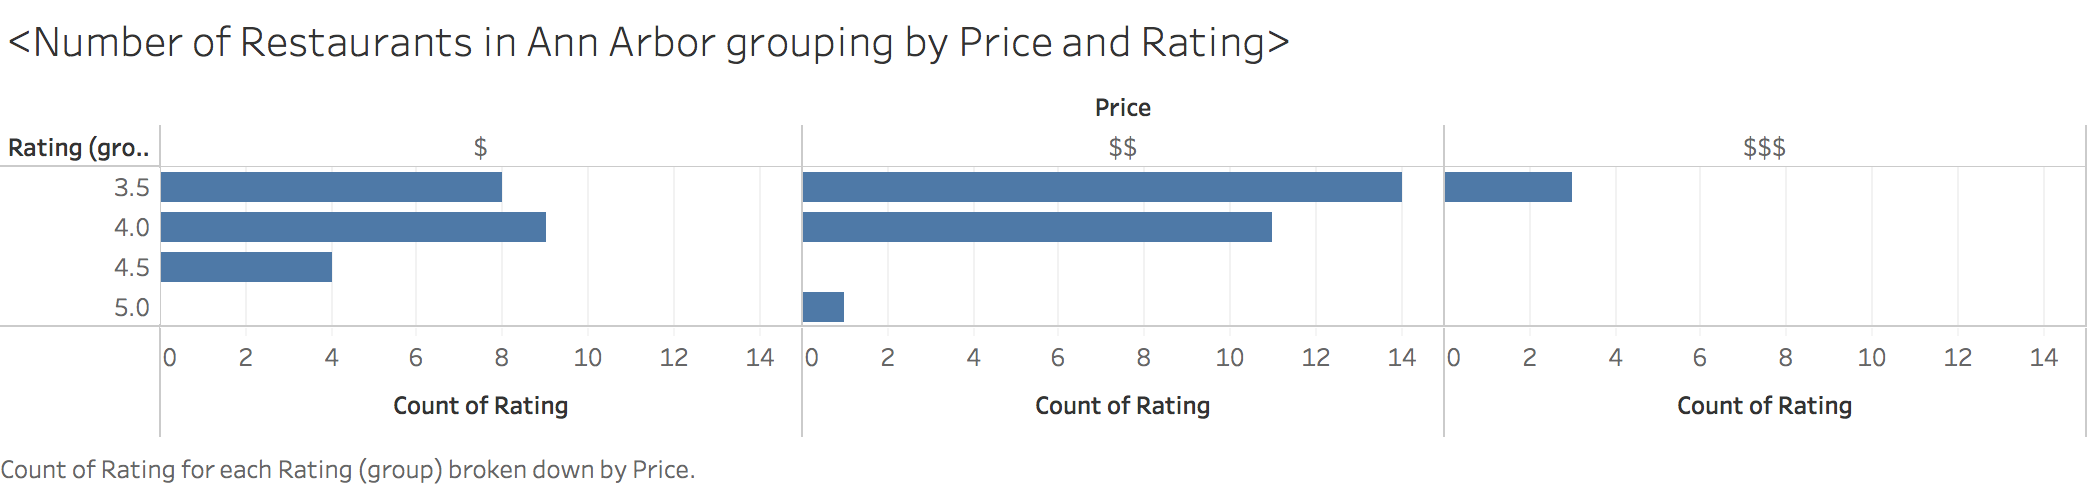 <Number of Restaurants in Ann Arbor grouping by Price and Rating>
Price
Rating (gro.. $ $$ $$$
3.5
4.0
4.5
5.0
0 2 4 6 8 10 12 14 0 2 4 6 8 10 12 14 0 2 4 6 8 10 12 14
Count of Rating Count of Rating Count of Rating
Count of Rating for each Rating (group) broken down by Price.